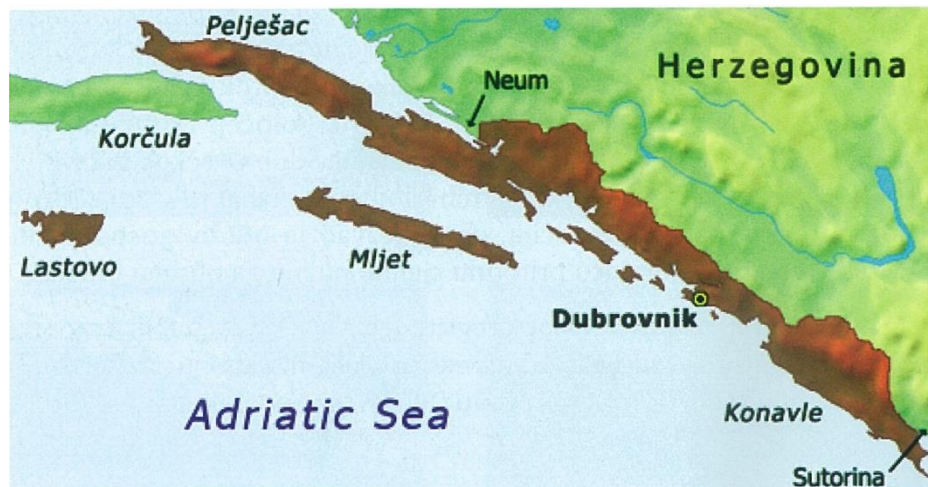 Pelješac
Herzegovina
Neum
Korčula
Lastovo
Mljet
Dubrovnik
Adriatic Sea
Konavle
Sutorina